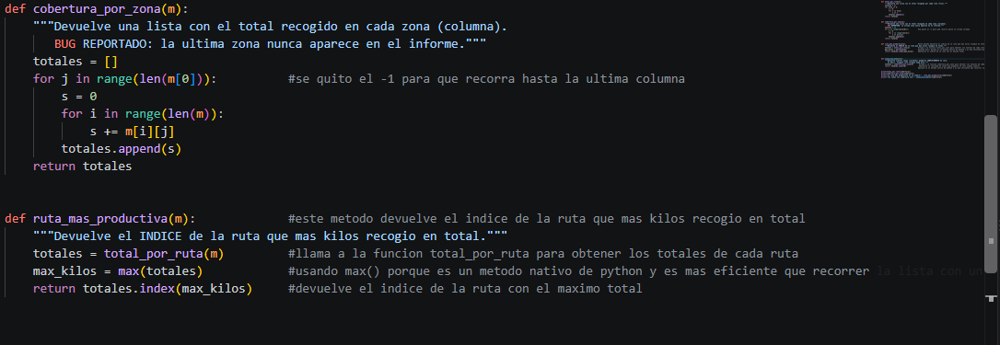 def cobertura_por_zona(m):
    """Devuelve una lista con el total recogido en cada zona (columna).
       BUG REPORTADO: la ultima zona nunca aparece en el informe."""
    totales = []
    for j in range(len(m[0])):          #se quito el -1 para que recorra hasta la ultima columna
        s = 0
        for i in range(len(m)):
            s += m[i][j]
        totales.append(s)
    return totales
def ruta_mas_productiva(m):             #este metodo devuelve el indice de la ruta que mas kilos recogio en total
    """Devuelve el INDICE de la ruta que mas kilos recogio en total."""
    totales = total_por_ruta(m)         #llama a la funcion total_por_ruta para obtener los totales de cada ruta
    max_kilos = max(totales)            #usando max() porque es un metodo nativo de python y es mas eficiente que recorrer la lista con un
    return totales.index(max_kilos)     #devuelve el indice de la ruta con el maximo total